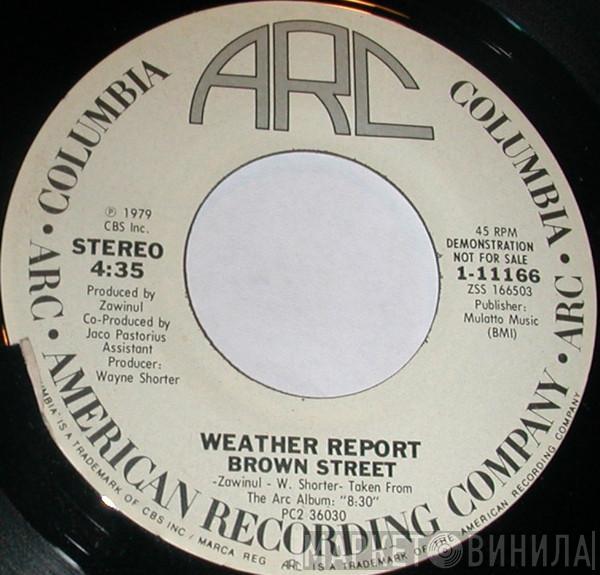 ARC
COLUMBIA • ARC • AMERICAN RECORDING COMPANY • ARC • COLUMBIA
℗ 1979
CBS Inc.
STEREO
4:35
Produced by
Zawinul
Co-Produced by
Jaco Pastorius
Assistant
Producer:
Wayne Shorter
45 RPM
DEMONSTRATION
NOT FOR SALE
1-11166
ZSS 166503
Publisher:
Mulatto Music
(BMI)
WEATHER REPORT
BROWN STREET
-Zawinul - W. Shorter- Taken From
The Arc Album: "8:30"
PC2 36030
IS A TRADEMARK OF CBS INC / MARCA REG
ARC IS A TRADEMARK OF THE AMERICAN RECORDING COMPANY
МАРКЕТ ВИНИЛА